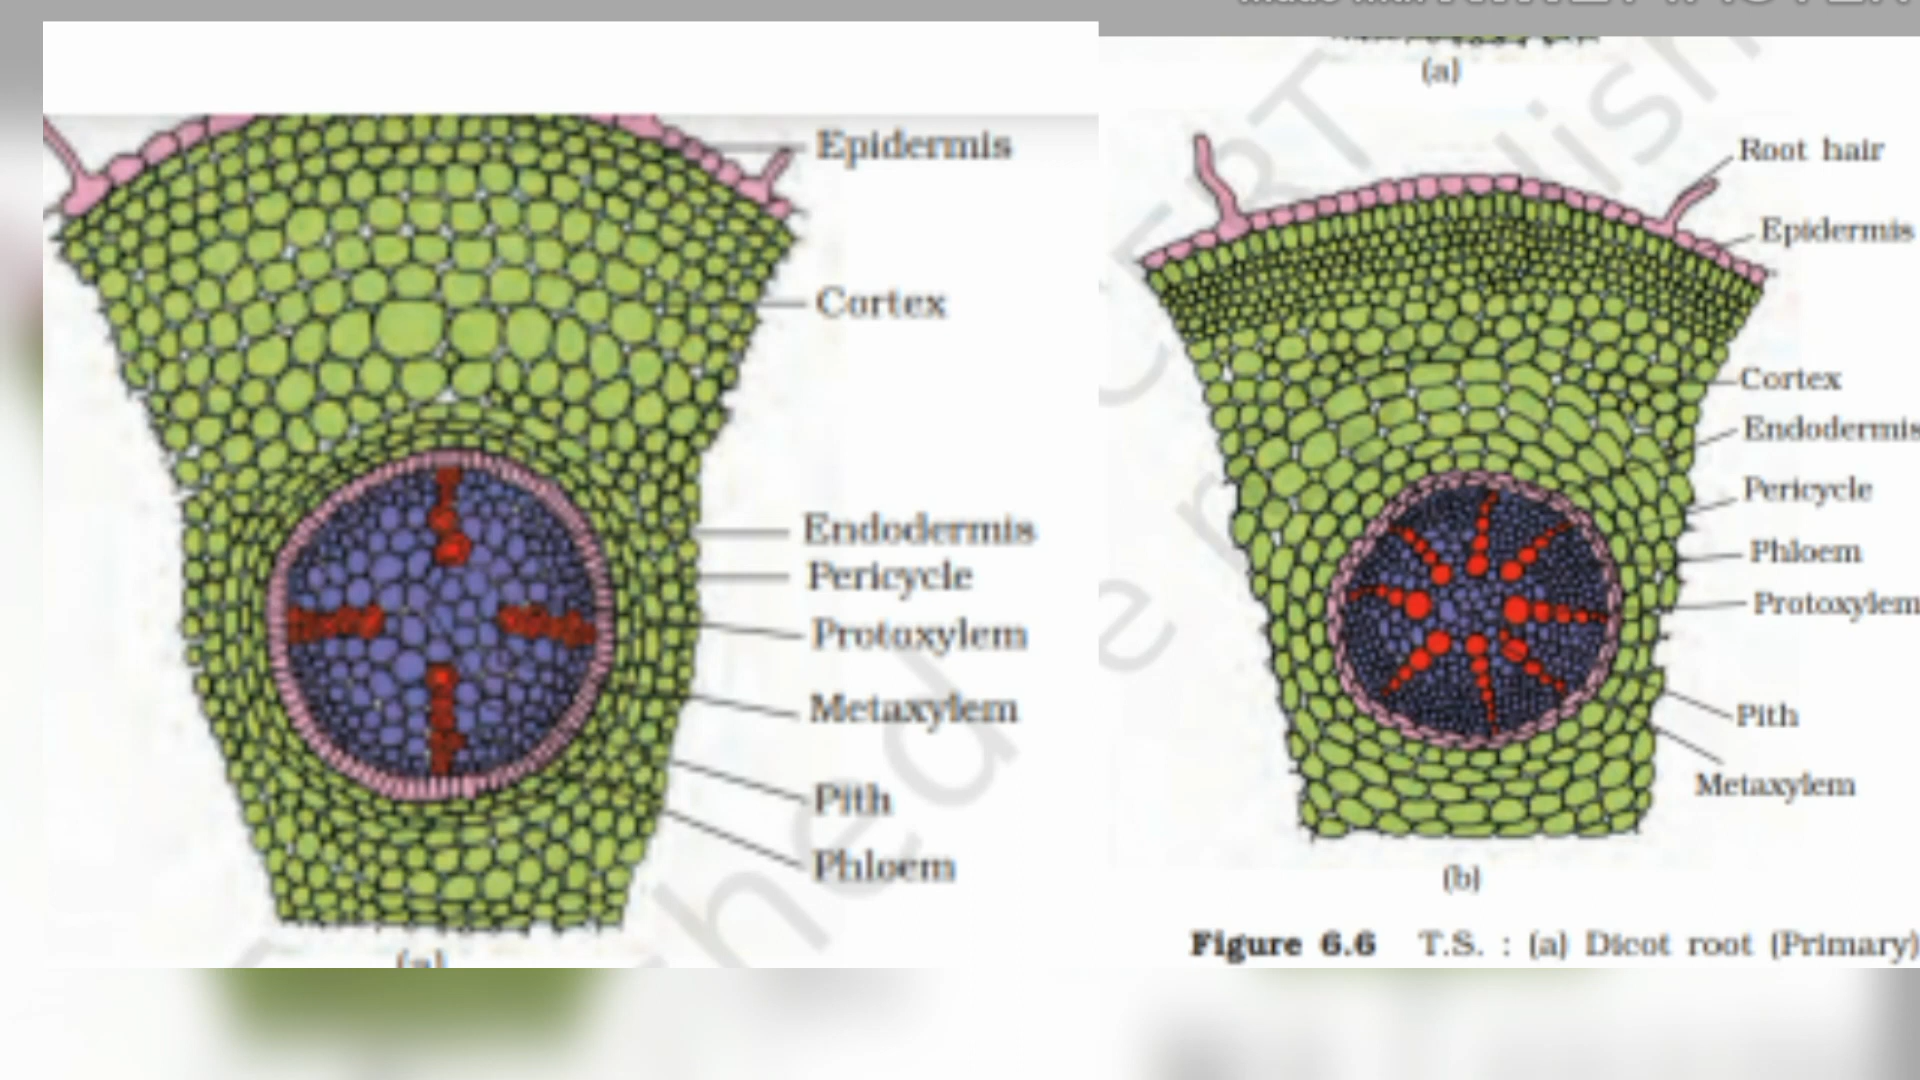 Epidermis
Cortex
Endodermis
Pericycle
Protoxylem
Metaxylem
Pith
Phloem
(a)
Root hair
Epidermis
Cortex
Endodermis
Pericycle
Phloem
Protoxylem
Pith
Metaxylem
(b)
Figure 6.6 T.S. : (a) Dicot root (Primary)